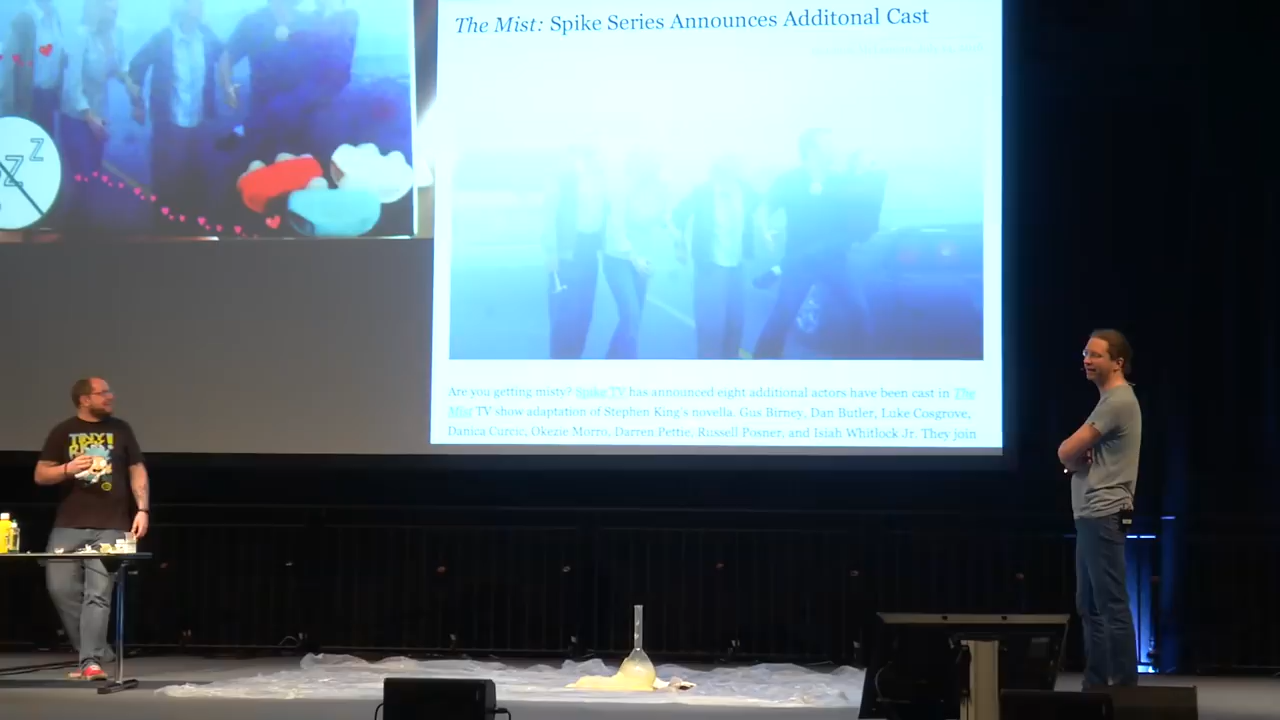 The Mist: Spike Series Announces Additonal Cast
Z
Z
Are you getting misty? Spike TV has announced eight additional actors have been cast in The
Mist TV show adaptation of Stephen King's novella. Gus Birney, Dan Butler, Luke Cosgrove,
Danica Curcic, Okezie Morro, Darren Pettie, Russell Posner, and Isiah Whitlock Jr. They join
TINY